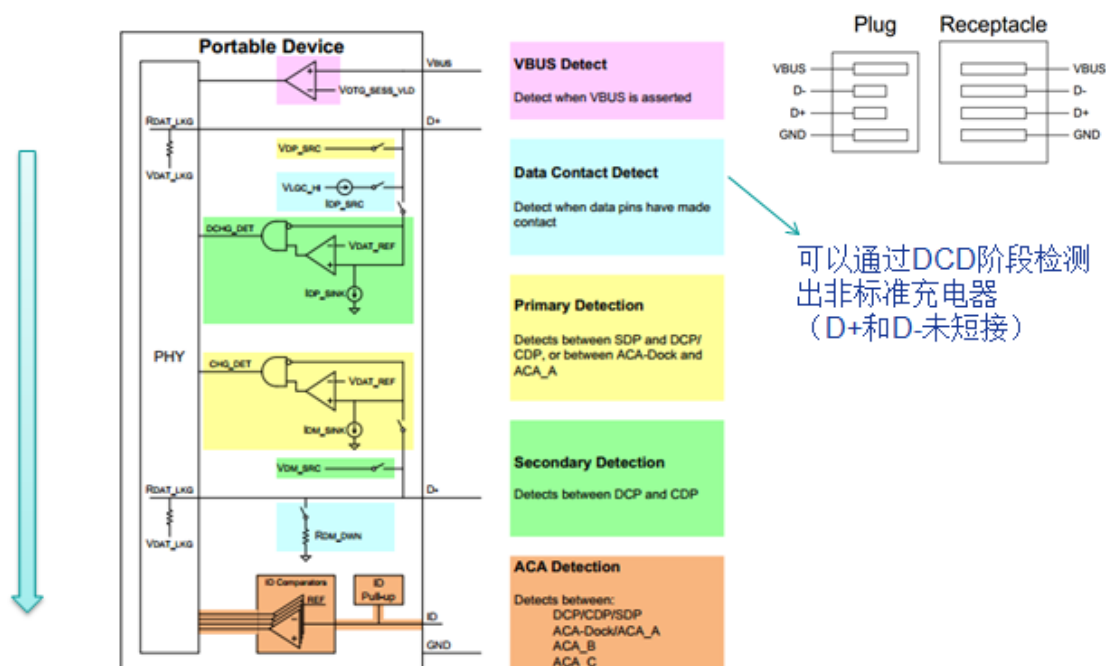 Portable Device
VBUS
VOTG_SESS_VLD
RDAT_LKG
D+
VDP_SRC
VDAT_LKG
VLGC_HI
IDP_SRC
DCHG_DET
VDAT_REF
IDP_SINK
PHY
CHG_DET
VDAT_REF
IDM_SINK
VDM_SRC
RDAT_LKG
D-
RDM_DWN
VDAT_LKG
ID Comparators
REF
ID
Pull-up
ID
GND
VBUS Detect
Detect when VBUS is asserted
Data Contact Detect
Detect when data pins have made
contact
Primary Detection
Detects between SDP and DCP/
CDP, or between ACA-Dock and
ACA_A
Secondary Detection
Detects between DCP and CDP
ACA Detection
Detects between:
DCP/CDP/SDP
ACA-Dock/ACA_A
ACA_B
ACA_C
Plug
Receptacle
VBUS
D-
D+
GND
VBUS
D-
D+
GND
可以通过DCD阶段检测
出非标准充电器
（D+和D-未短接）